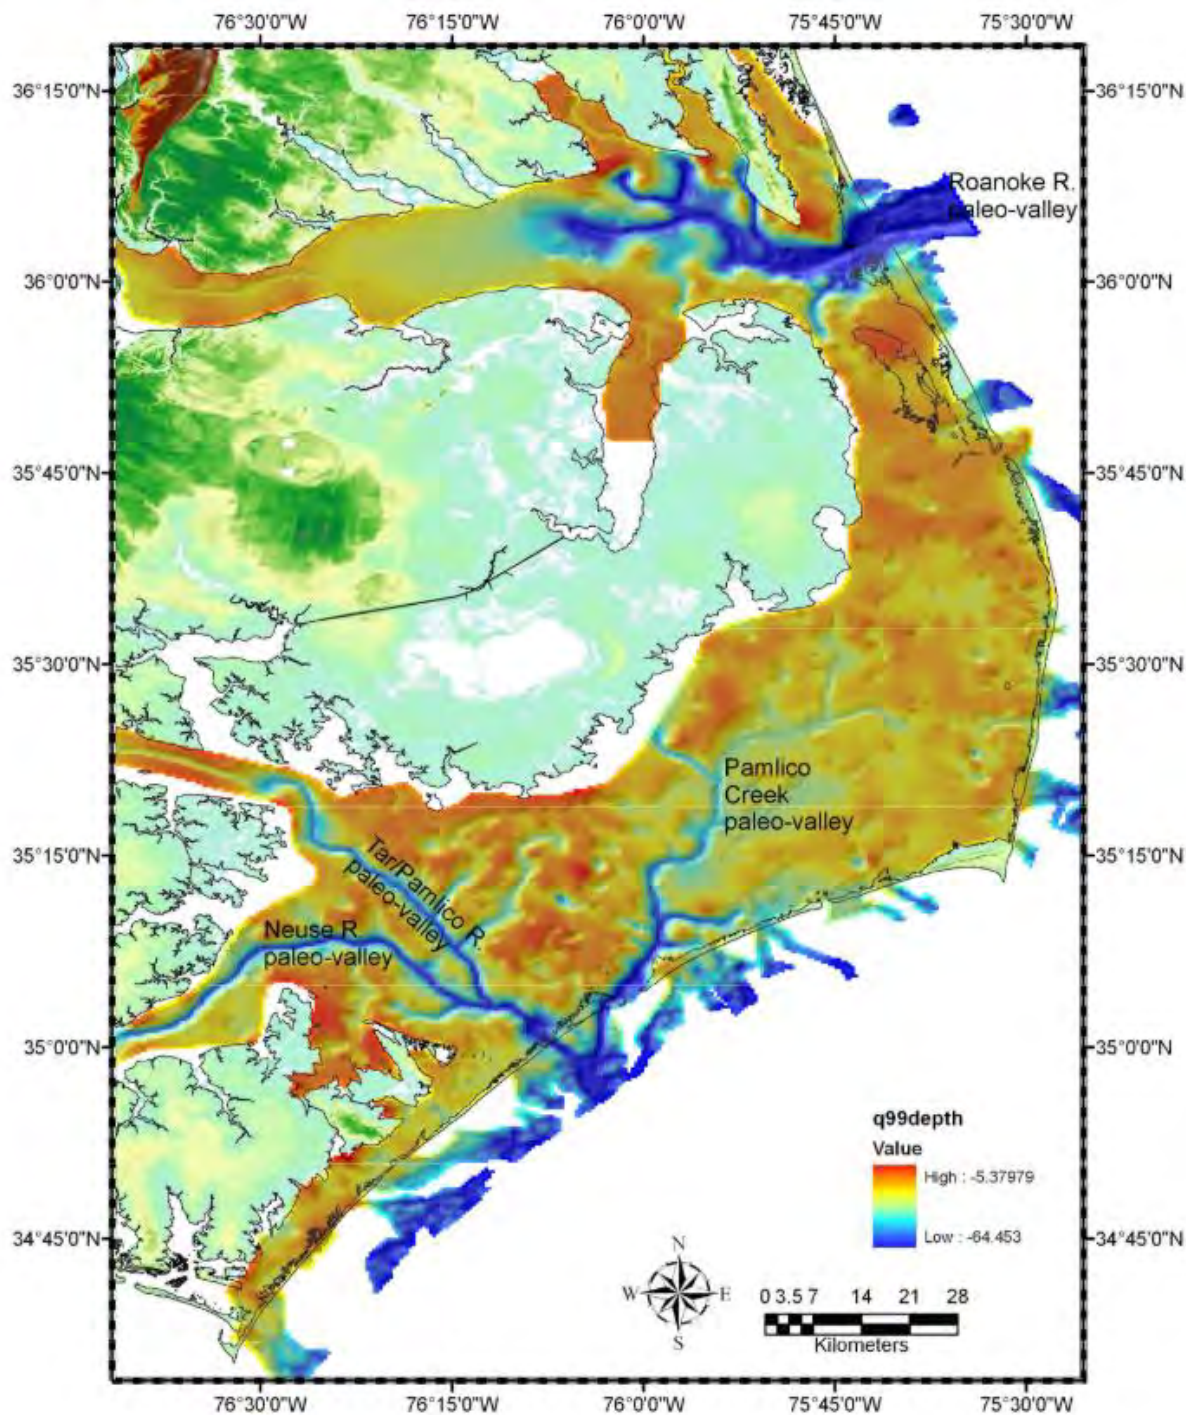 76°30'0"W 76°15'0"W 76°0'0"W 75°45'0"W 75°30'0"W
36°15'0"N 36°15'0"N
Roanoke R.
paleo-valley
36°0'0"N 36°0'0"N
35°45'0"N 35°45'0"N
35°30'0"N 35°30'0"N
Pamlico
Creek
paleo-valley
35°15'0"N 35°15'0"N
Tar/Pamlico R.
paleo-valley
Neuse R.
paleo-valley
35°0'0"N 35°0'0"N
q99depth
Value
High : -5.37979
Low : -64.453
34°45'0"N 34°45'0"N
N
W E
S
0 3.5 7 14 21 28
Kilometers
76°30'0"W 76°15'0"W 76°0'0"W 75°45'0"W 75°30'0"W